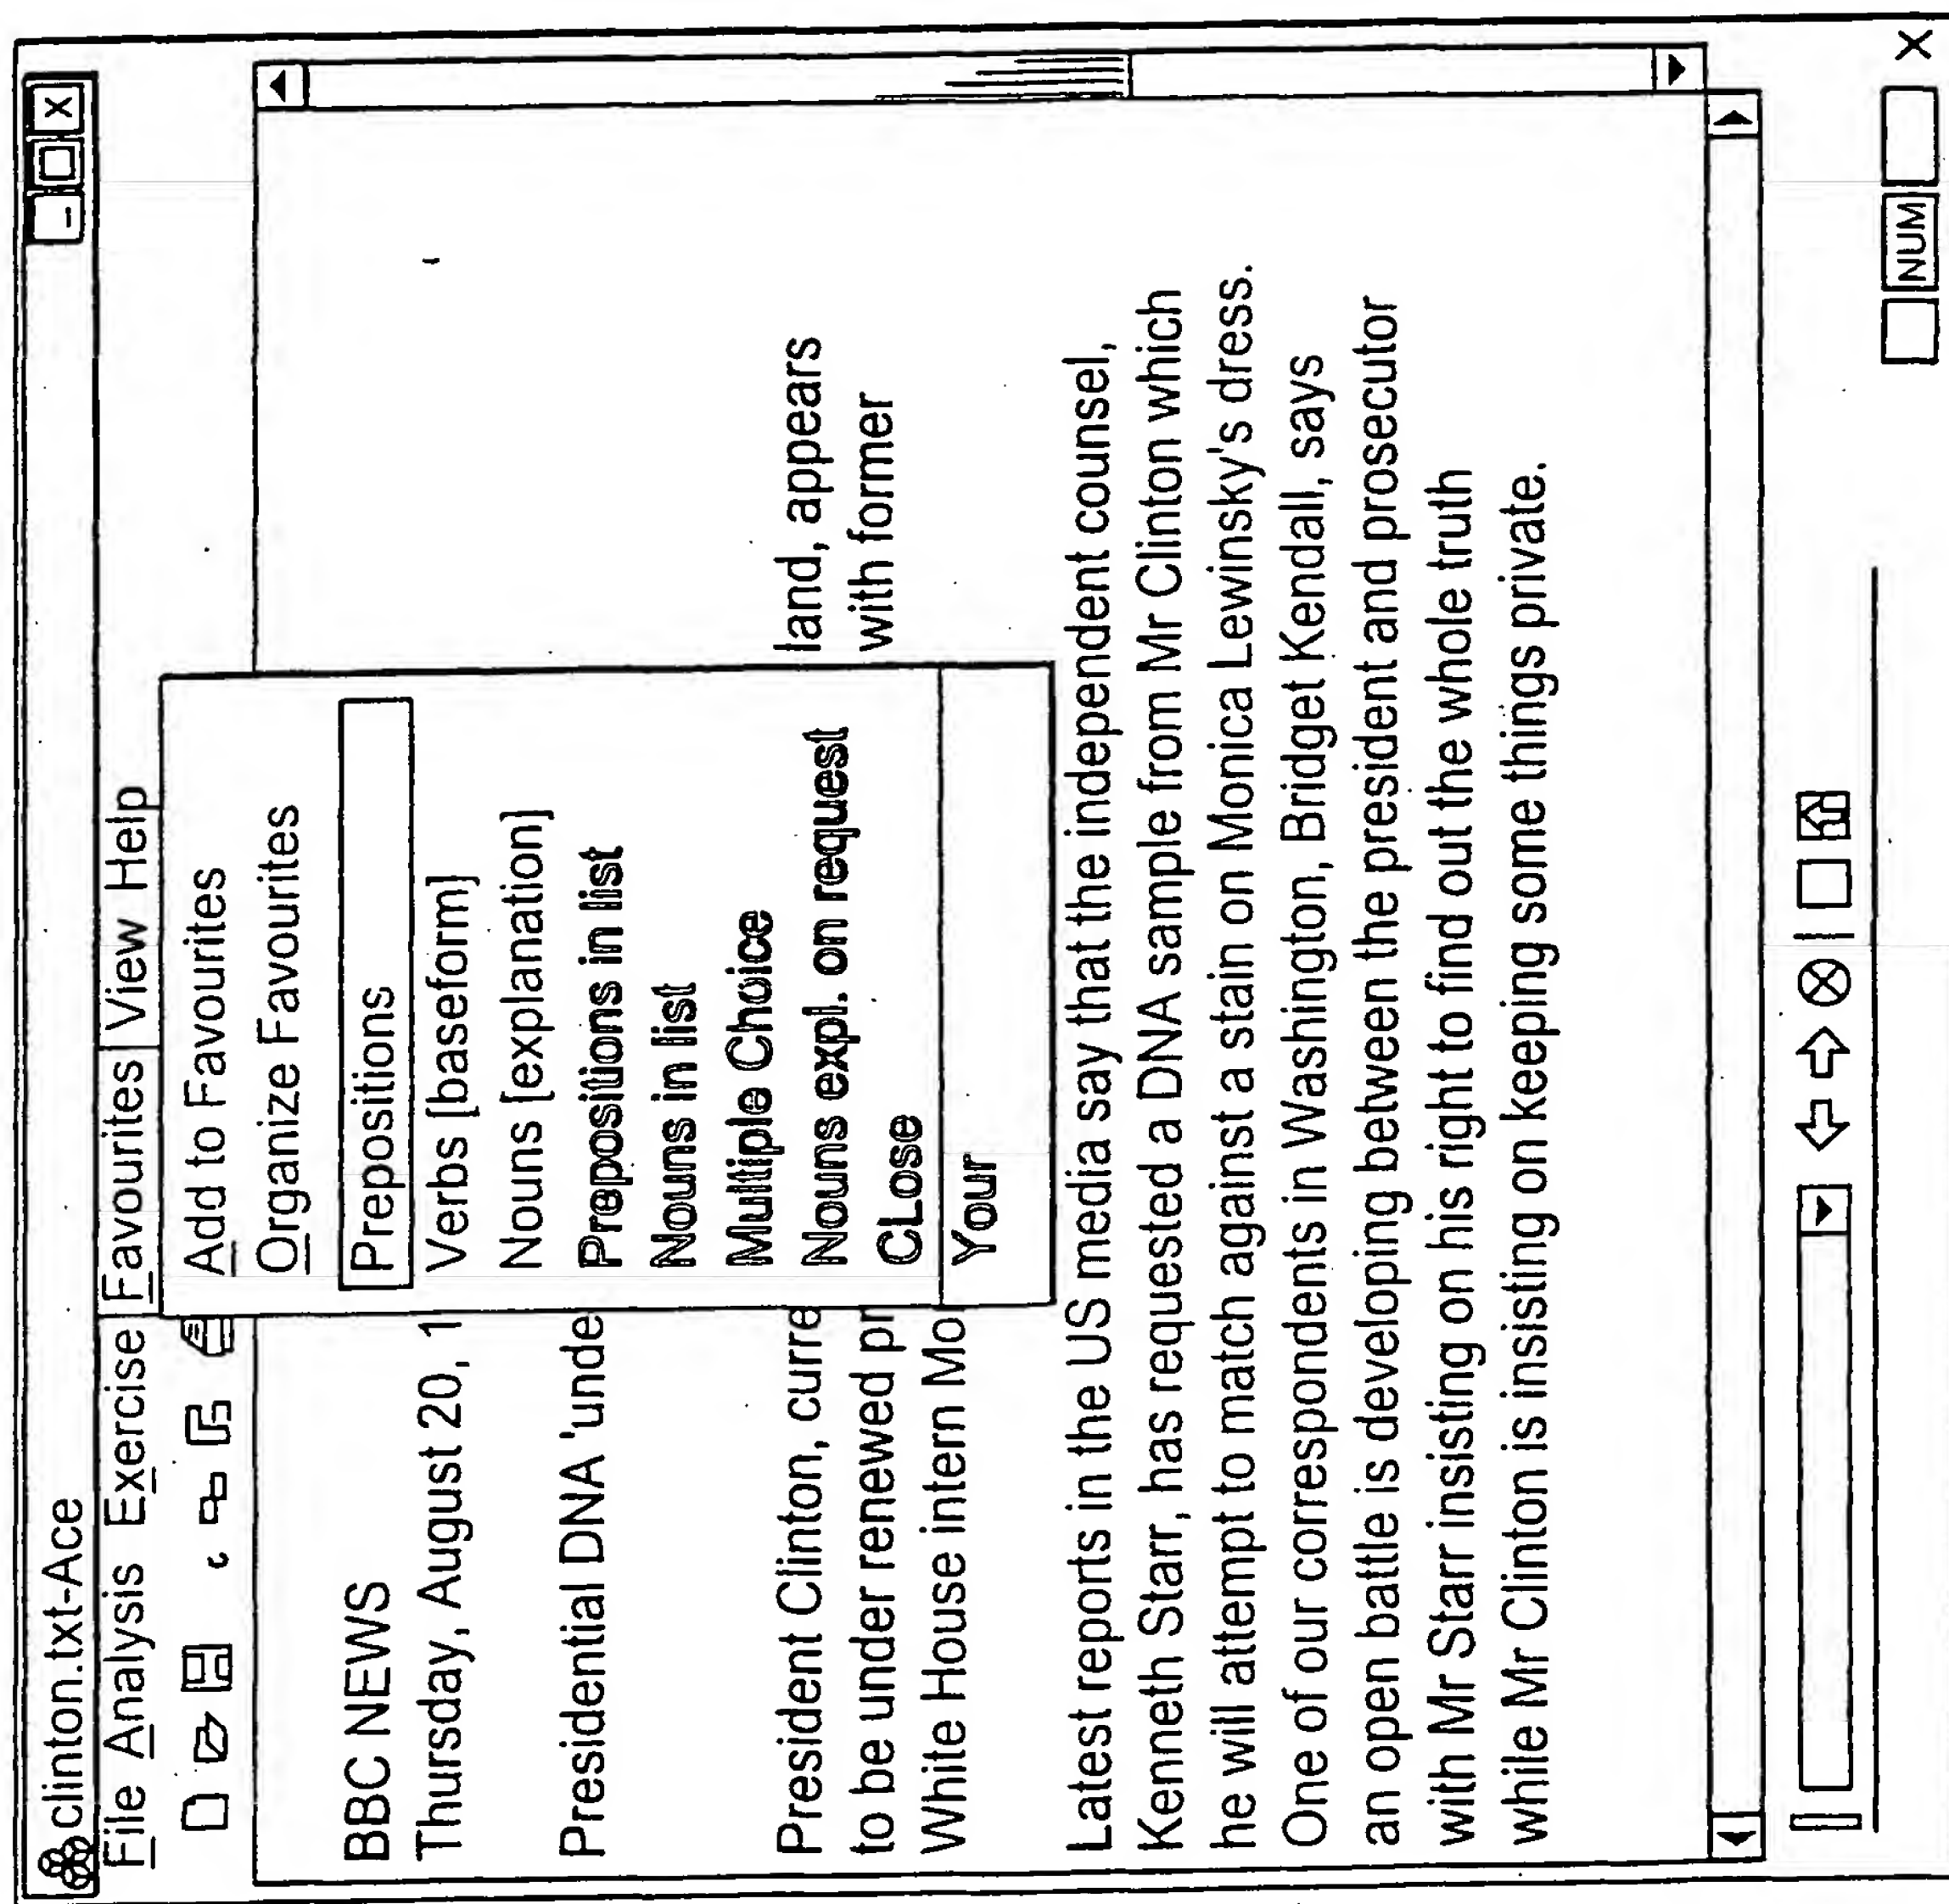 clinton.txt-Ace
File Analysis Exercise Favourites View Help
Add to Favourites
Organize Favourites
Prepositions
Verbs [baseform]
Nouns [explanation]
Prepositions in list
Nouns in list
Multiple Choice
Nouns expl. on request
CLose
Your
BBC NEWS
Thursday, August 20, 1
Presidential DNA 'unde
President Clinton, curre land, appears
to be under renewed pr with former
White House intern Mo
Latest reports in the US media say that the independent counsel,
Kenneth Starr, has requested a DNA sample from Mr Clinton which
he will attempt to match against a stain on Monica Lewinsky's dress.
One of our correspondents in Washington, Bridget Kendall, says
an open battle is developing between the president and prosecutor
with Mr Starr insisting on his right to find out the whole truth
while Mr Clinton is insisting on keeping some things private.
NUM